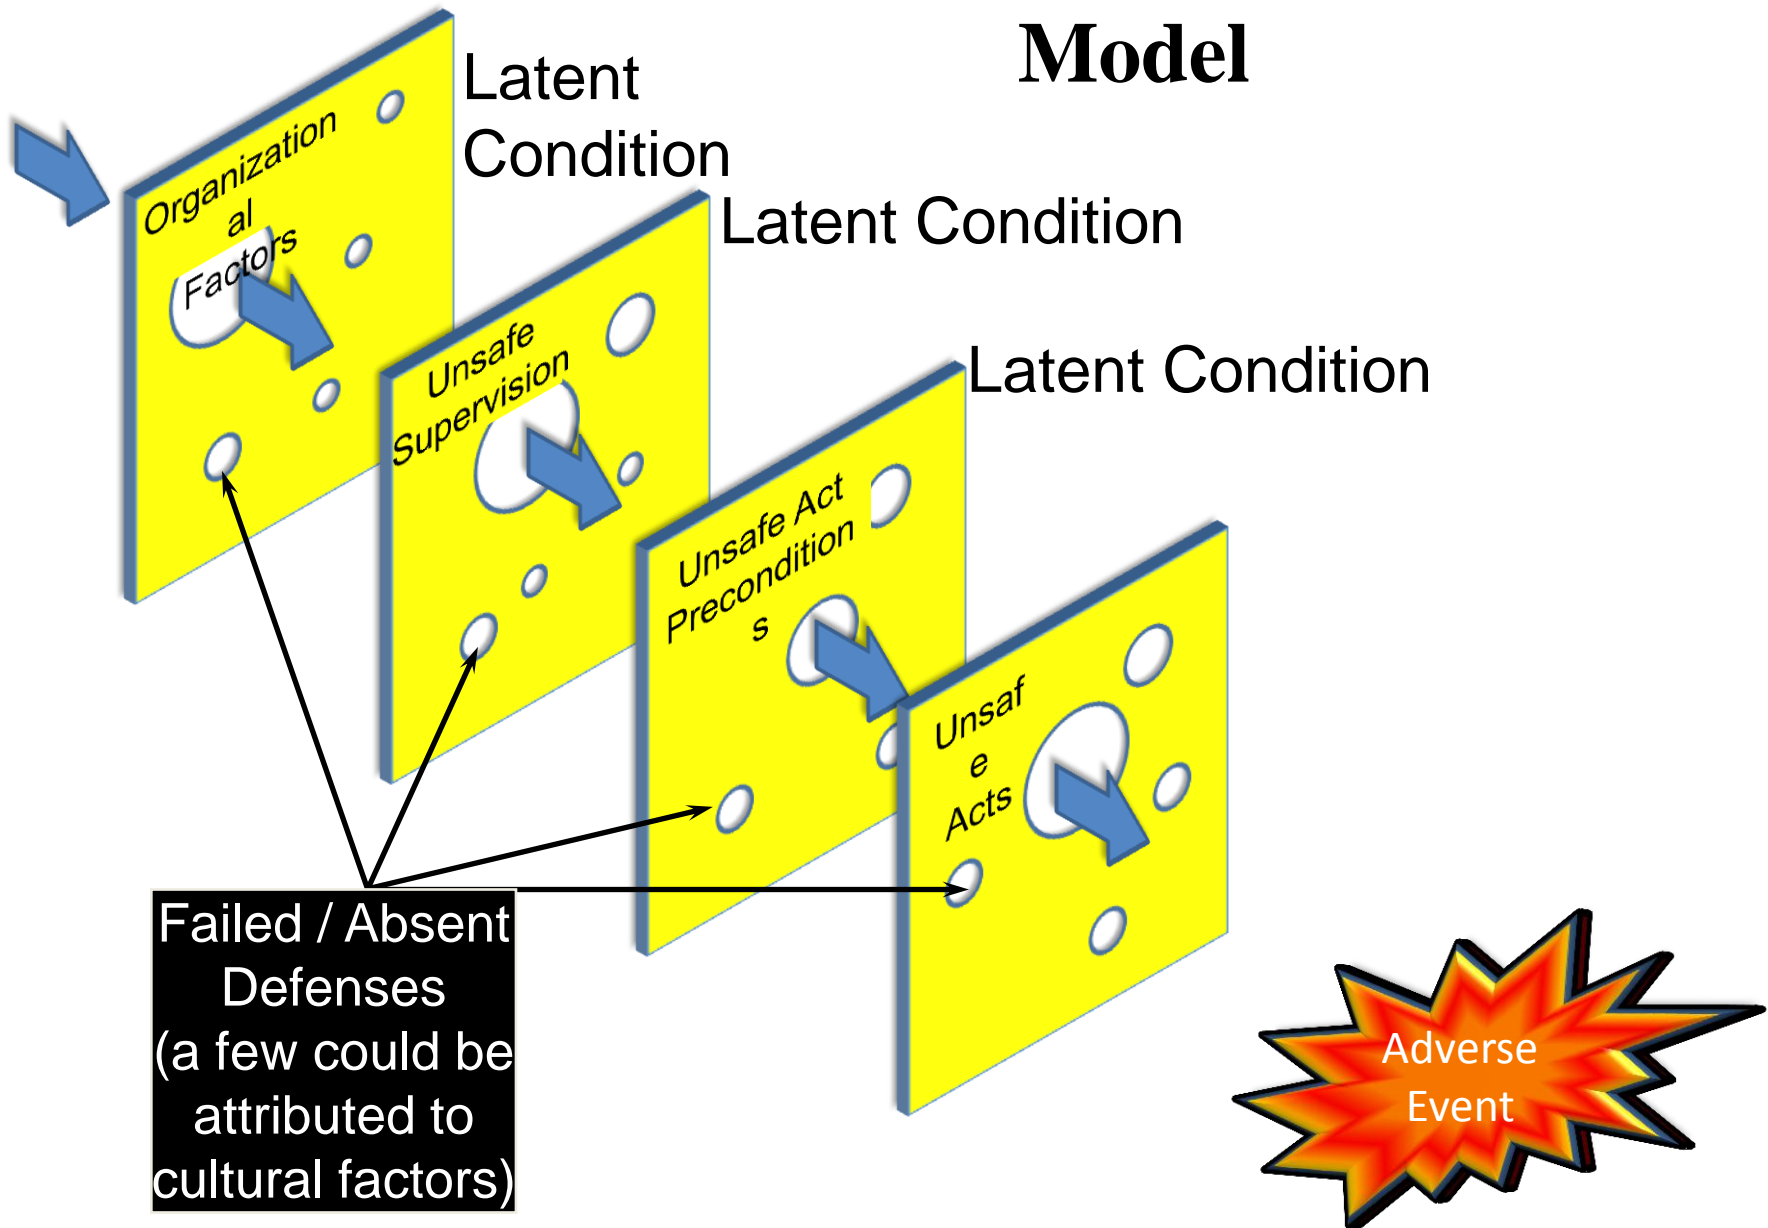 Model
Latent
Condition
Organization
al
Factors
Latent Condition
Unsafe
Supervision
Latent Condition
Unsafe Act
Precondition
s
Unsaf
e
Acts
Failed / Absent
Defenses
(a few could be
attributed to
cultural factors)
Adverse
Event